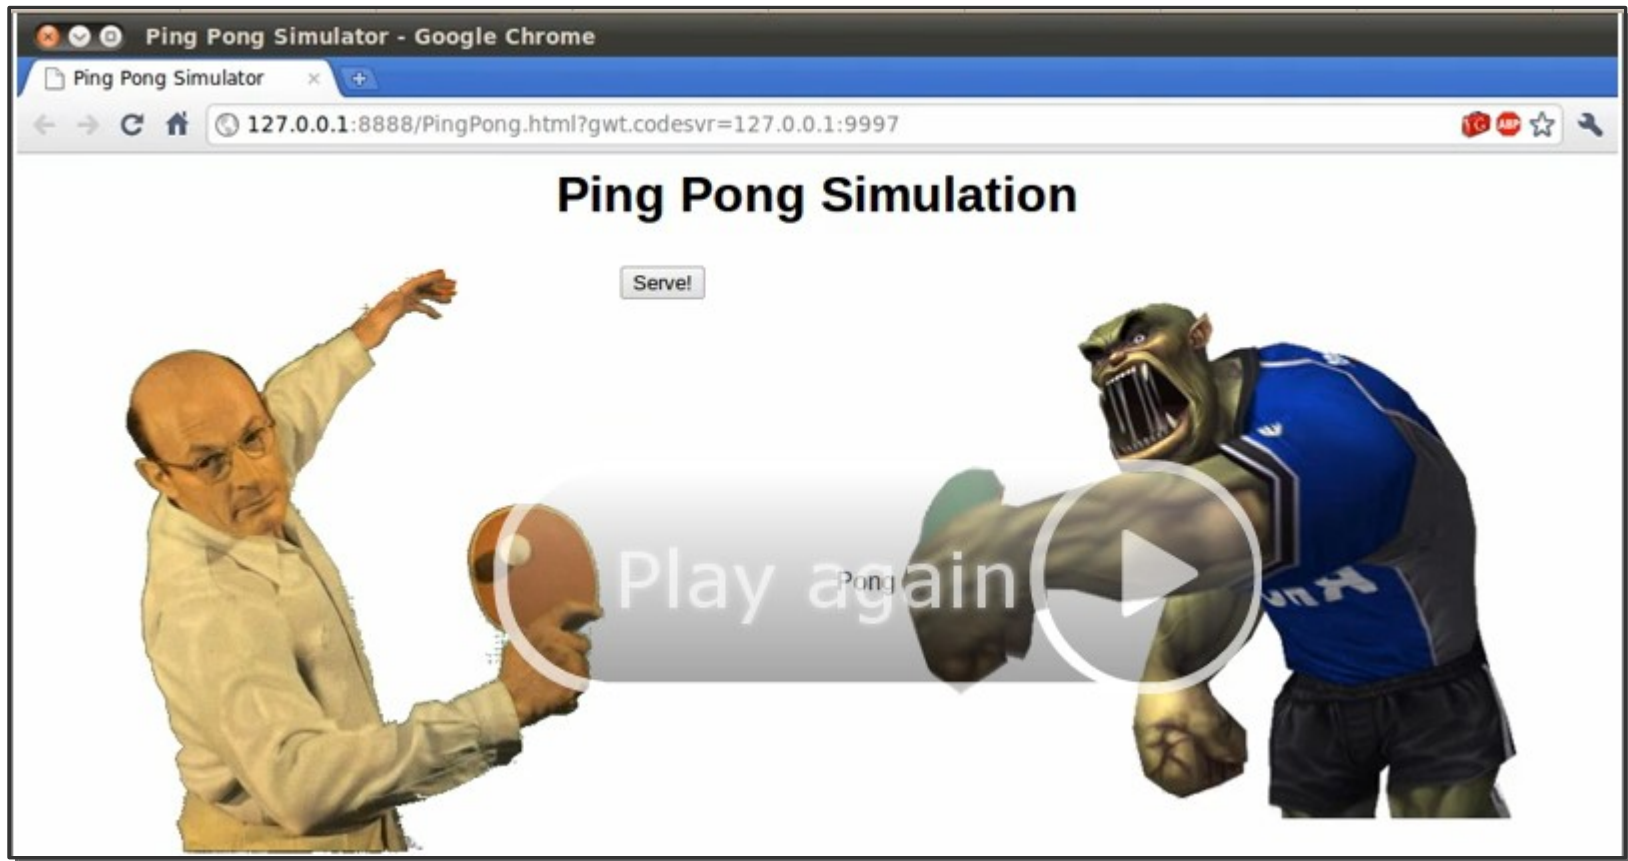 Ping Pong Simulator - Google Chrome
Ping Pong Simulator
127.0.0.1:8888/PingPong.html?gwt.codesvr=127.0.0.1:9997
ABP
Ping Pong Simulation
Serve!
Play again
Pong